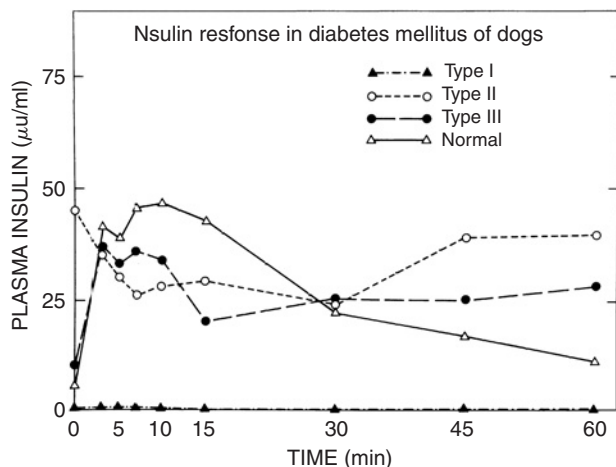 Nsulin resfonse in diabetes mellitus of dogs
75
Type I
Type II
Type III
Normal
50
25
0
PLASMA INSULIN (μu/ml)
0 5 10 15 30 45 60
TIME (min)